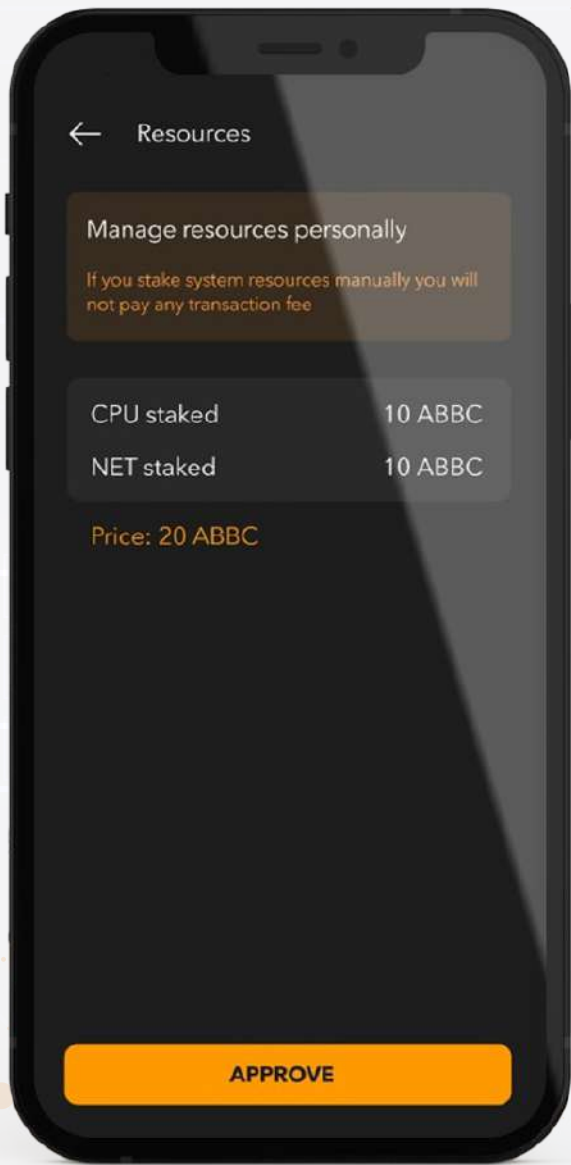 Resources
Manage resources personally
If you stake system resources manually you will
not pay any transaction fee
CPU staked 10 ABBC
NET staked 10 ABBC
Price: 20 ABBC
APPROVE